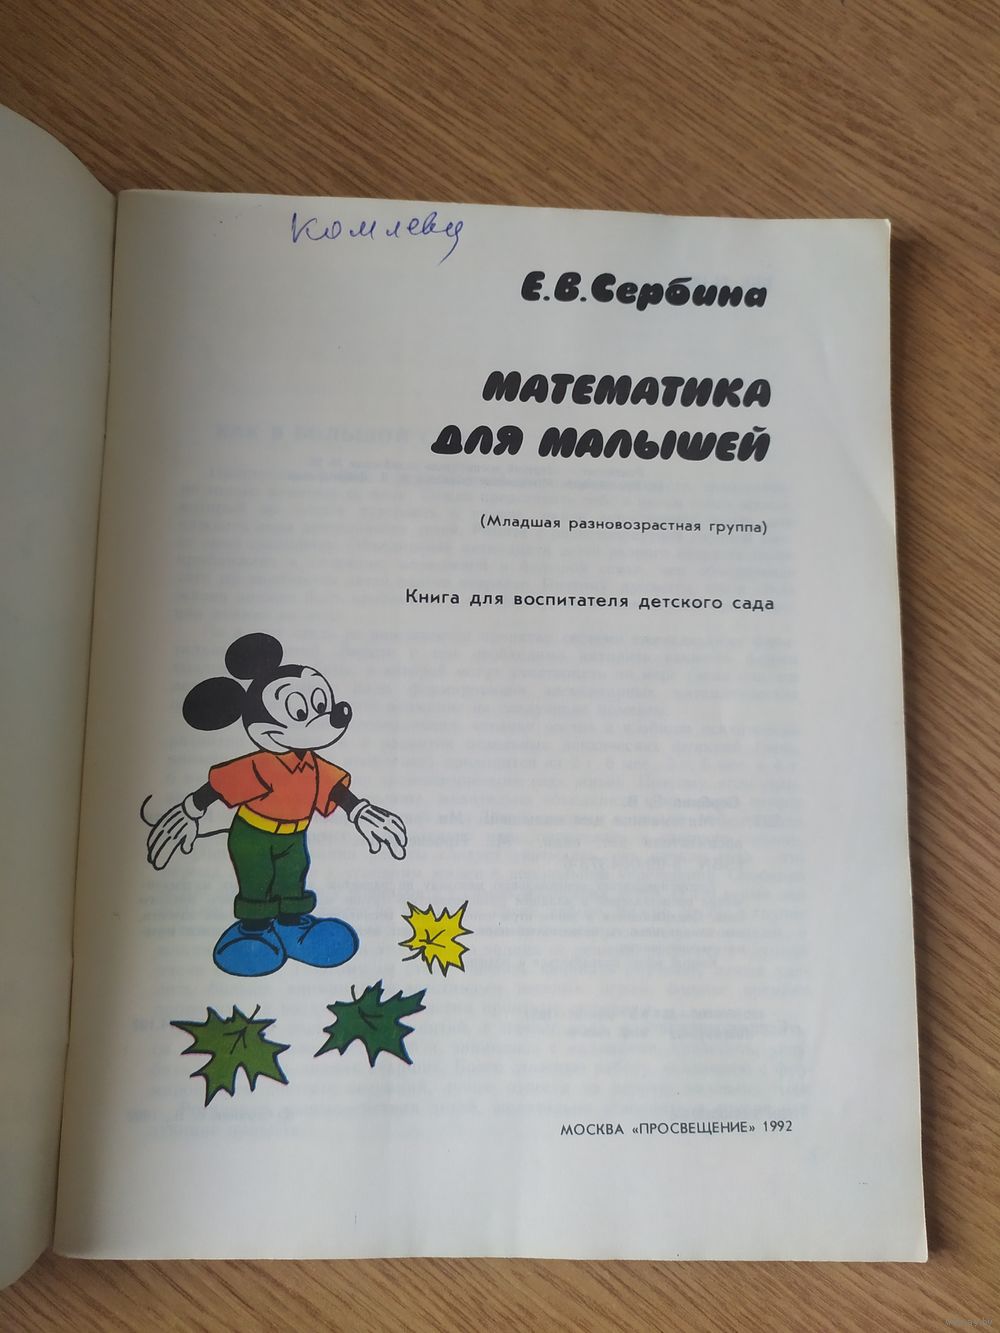 Комлева
Е.В.Сербина
МАТЕМАТИКА
ДЛЯ МАЛЫШЕЙ
(Младшая разновозрастная группа)
Книга для воспитателя детского сада
МОСКВА «ПРОСВЕЩЕНИЕ» 1992